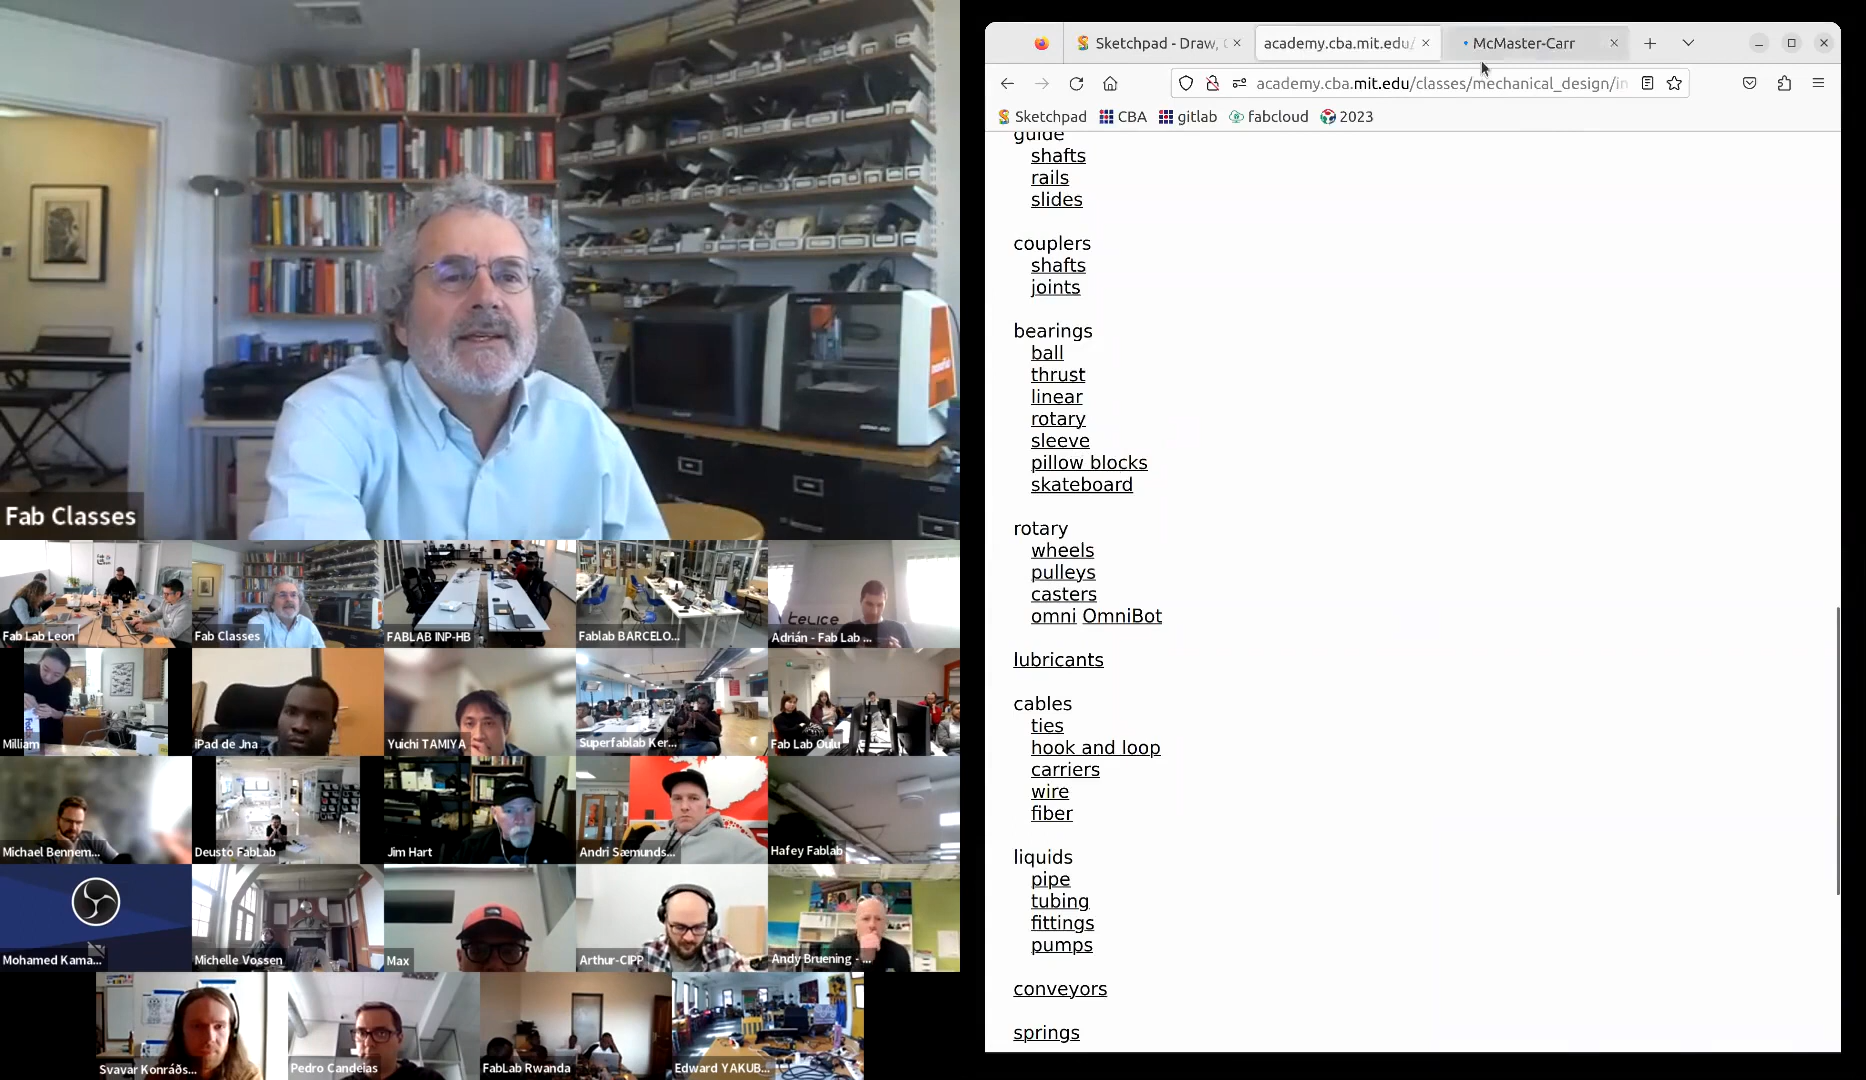 Fab Classes
Fab Lab Leon
Fab Classes
FABLAB INP-HB
Fablab BARCELO...
Adrián - Fab Lab ...
Milliam
iPad de Jna
Yuichi TAMIYA
Superfablab Ker...
Fab Lab Oulu
Michael Bennem...
Deusto FabLab
Jim Hart
Andri Sæmunds...
Hafey Fablab
Mohamed Kama...
Michelle Vossen
Max
Arthur-CIPP
Andy Bruening - ...
Svavar Konráðs...
Pedro Candeias
FabLab Rwanda
Edward YAKUB...
Sketchpad - Draw, 
academy.cba.mit.edu/
McMaster-Carr
academy.cba.mit.edu/classes/mechanical_design/in
Sketchpad CBA gitlab fabcloud 2023
guide
shafts
rails
slides
couplers
shafts
joints
bearings
ball
thrust
linear
rotary
sleeve
pillow blocks
skateboard
rotary
wheels
pulleys
casters
omni OmniBot
lubricants
cables
ties
hook and loop
carriers
wire
fiber
liquids
pipe
tubing
fittings
pumps
conveyors
springs